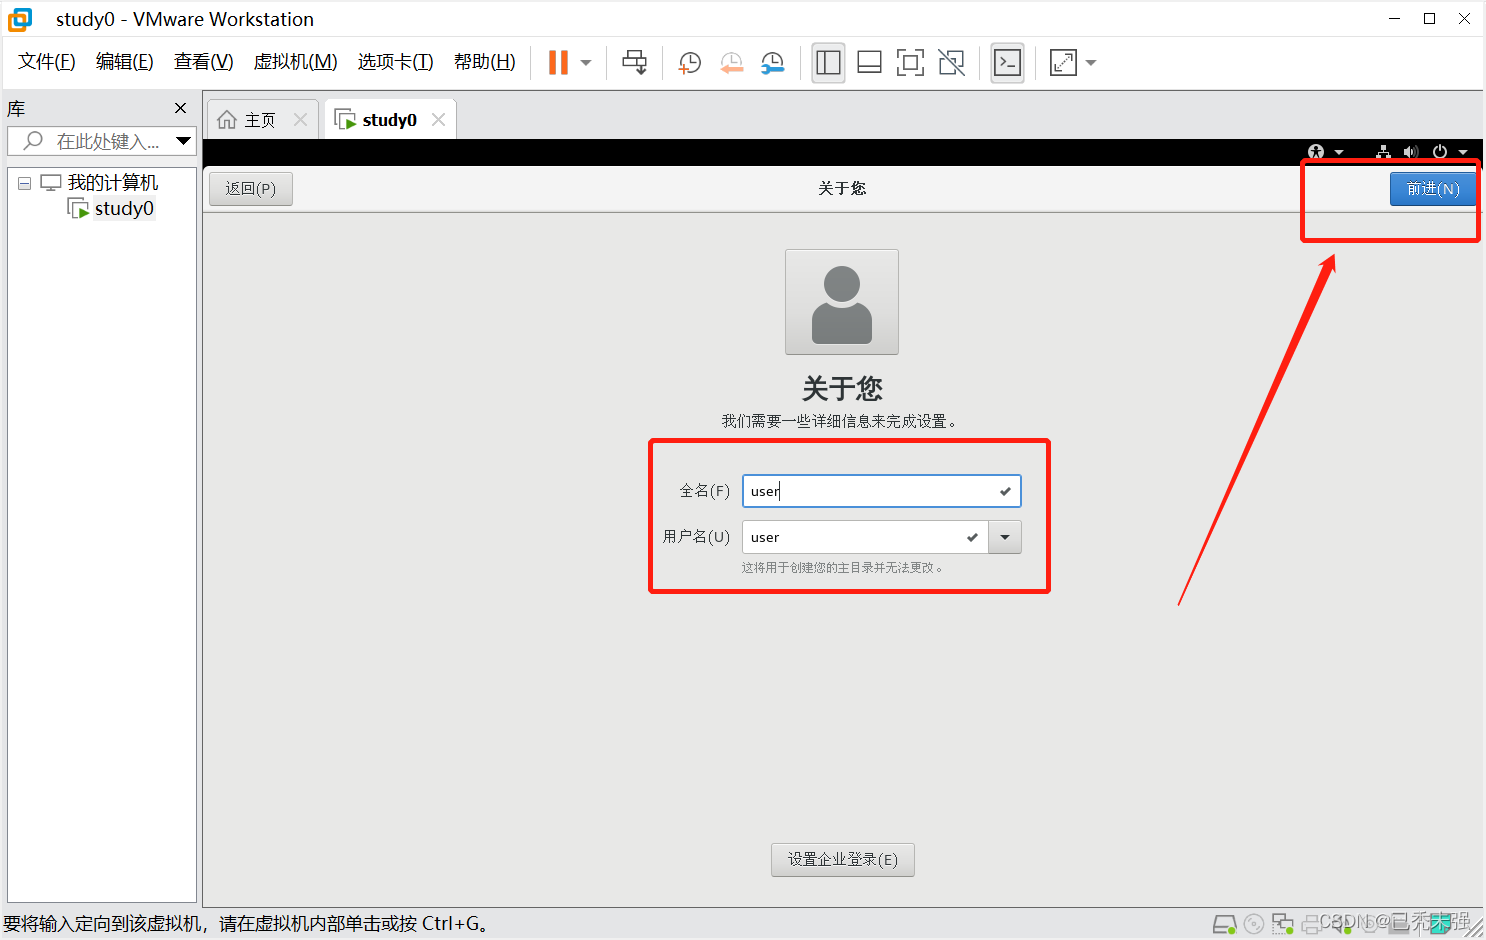 study0 - VMware Workstation
文件(F) 编辑(E) 查看(V) 虚拟机(M) 选项卡(T) 帮助(H)
库
在此处键入...
我的计算机
study0
主页
study0
返回(P)
关于您
前进(N)
关于您
我们需要一些详细信息来完成设置。
全名(F) user
用户名(U) user
这将用于创建您的主目录并无法更改。
设置企业登录(E)
要将输入定向到该虚拟机，请在虚拟机内部单击或按 Ctrl+G。
CSDN @已秃未强